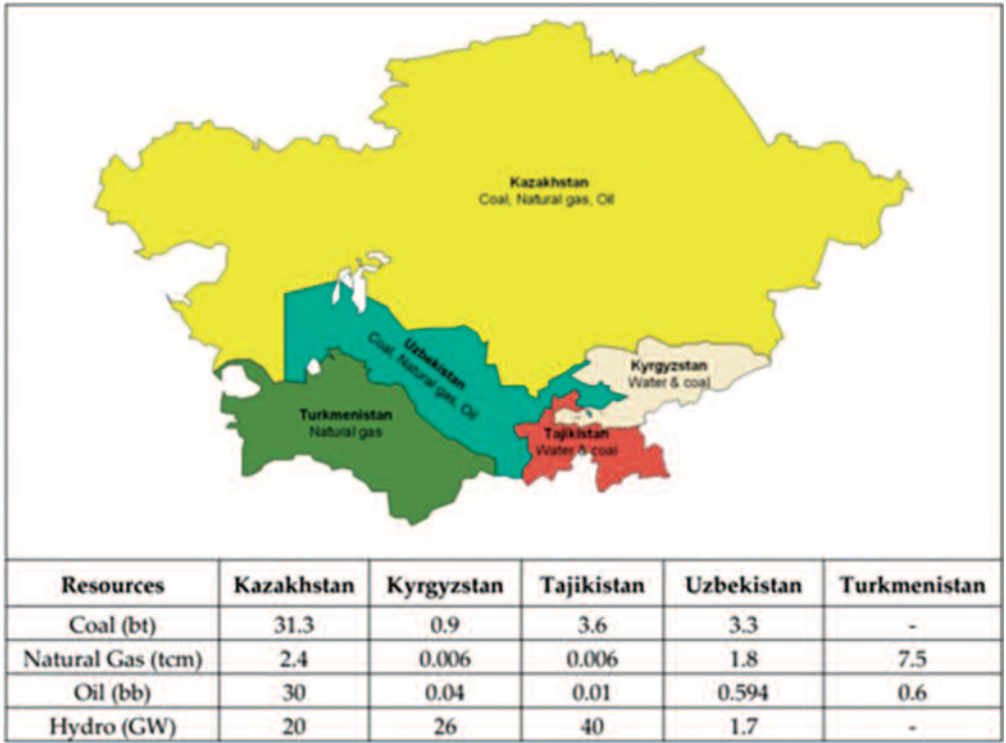 Kazakhstan
Coal, Natural gas, Oil
Uzbekistan
Coal, Natural gas, Oil
Kyrgyzstan
Water & coal
Turkmenistan
Natural gas
Tajikistan
Water & coal
Resources Kazakhstan Kyrgyzstan Tajikistan Uzbekistan Turkmenistan
Coal (bt) 31.3 0.9 3.6 3.3 -
Natural Gas (tcm) 2.4 0.006 0.006 1.8 7.5
Oil (bb) 30 0.04 0.01 0.594 0.6
Hydro (GW) 20 26 40 1.7 -